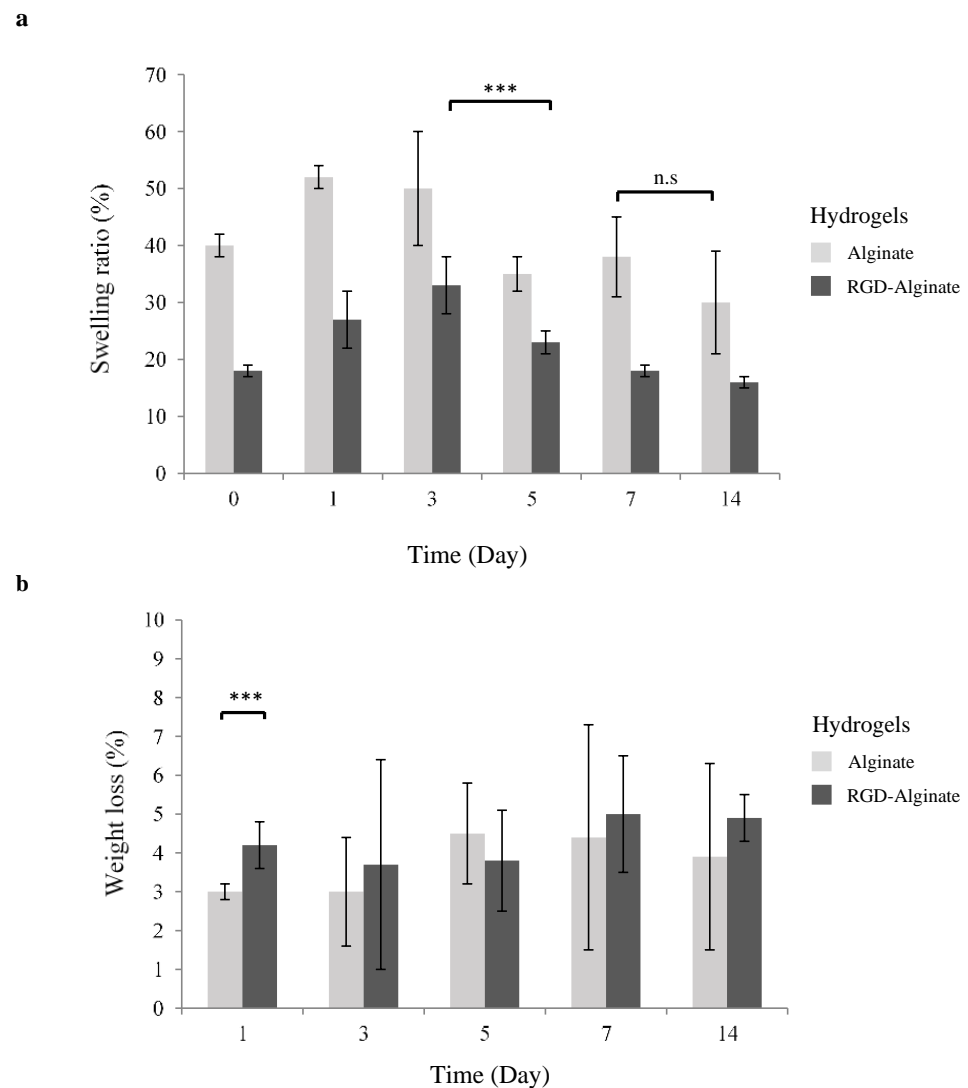 a
70
60
50
40
30
20
10
0
Swelling ratio (%)
***
n.s
0 1 3 5 7 14
Time (Day)
Hydrogels
Alginate
RGD-Alginate
b
10
9
8
7
6
5
4
3
2
1
0
Weight loss (%)
***
1 3 5 7 14
Time (Day)
Hydrogels
Alginate
RGD-Alginate